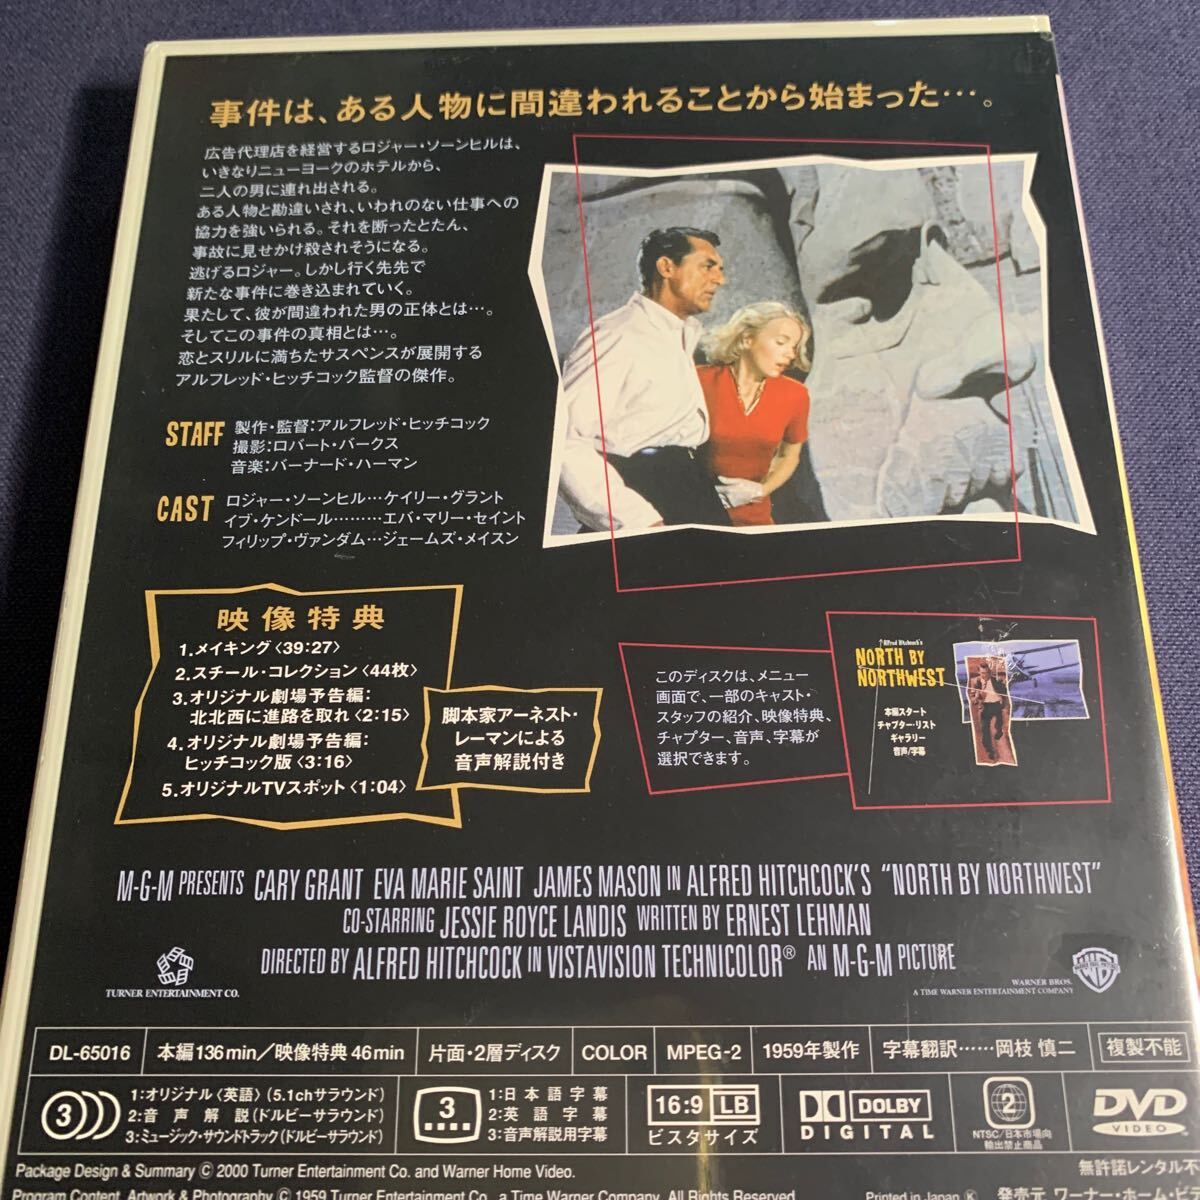 事件は、ある人物に間違われることから始まった…。
広告代理店を経営するロジャー・ソーンヒルは、
いきなりニューヨークのホテルから、
二人の男に連れ出される。
ある人物と勘違いされ、いわれのない仕事への
協力を強いられる。それを断ったとたん、
事故に見せかけ殺されそうになる。
逃げるロジャー。しかし行く先先で
新たな事件に巻き込まれていく。
果たして、彼が間違われた男の正体とは…。
そしてこの事件の真相とは…。
恋とスリルに満ちたサスペンスが展開する
アルフレッド・ヒッチコック監督の傑作。
STAFF 製作・監督:アルフレッド・ヒッチコック
撮影:ロバート・バークス
音楽:バーナード・ハーマン
CAST ロジャー・ソーンヒル…ケイリー・グラント
イブ・ケンドール………エバ・マリー・セイント
フィリップ・ヴァンダム…ジェームズ・メイスン
映像特典
1.メイキング〈39:27〉
2.スチール・コレクション〈44枚〉
3.オリジナル劇場予告編:
北北西に進路を取れ〈2:15〉
4.オリジナル劇場予告編:
ヒッチコック版〈3:16〉
5.オリジナルTVスポット〈1:04〉
脚本家アーネスト・
レーマンによる
音声解説付き
このディスクは、メニュー
画面で、一部のキャスト・
スタッフの紹介、映像特典、
チャプター、音声、字幕が
選択できます。
Alfred Hitchcock's
NORTH BY
NORTHWEST
本編スタート
チャプター・リスト
ギャラリー
音声/字幕
M-G-M PRESENTS CARY GRANT EVA MARIE SAINT JAMES MASON IN ALFRED HITCHCOCK'S "NORTH BY NORTHWEST"
CO-STARRING JESSIE ROYCE LANDIS WRITTEN BY ERNEST LEHMAN
DIRECTED BY ALFRED HITCHCOCK IN VISTAVISION TECHNICOLOR® AN M-G-M PICTURE
TURNER ENTERTAINMENT CO.
WARNER BROS.
A TIME WARNER ENTERTAINMENT COMPANY
DL-65016 本編136min/映像特典46min 片面・2層ディスク COLOR MPEG-2 1959年製作 字幕翻訳……岡枝 慎二 複製不能
3 1:オリジナル〈英語〉(5.1chサラウンド)
2:音声解説(ドルビーサラウンド)
3:ミュージック・サウンドトラック(ドルビーサラウンド)
3 1:日本語字幕
2:英語字幕
3:音声解説用字幕
16:9 LB
ビスタサイズ
DOLBY
DIGITAL
2
NTSC/日本市場向
輸出禁止商品
DVD
VIDEO
Package Design & Summary © 2000 Turner Entertainment Co. and Warner Home Video.
無許諾レンタル不
Program Content, Artwork & Photography © 1959 Turner Entertainment Co., a Time Warner Company. All Rights Reserved.
Printed in Japan Ⓚ
発売元 ワーナー・ホーム・ビデ